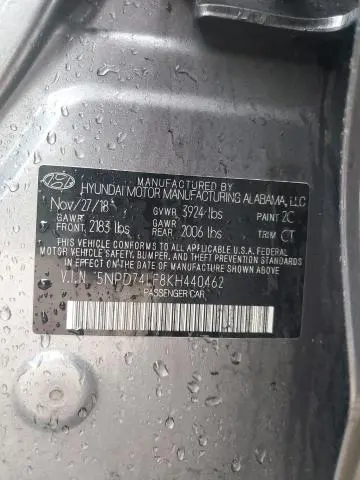 MANUFACTURED BY
HYUNDAI MOTOR MANUFACTURING ALABAMA, LLC
Nov/27/18 GVWR 3924 lbs PAINT 2C
GAWR FRONT 2183 lbs GAWR REAR 2006 lbs TRIM CT
THIS VEHICLE CONFORMS TO ALL APPLICABLE U.S.A. FEDERAL
MOTOR VEHICLE SAFETY, BUMPER, AND THEFT PREVENTION STANDARDS
IN EFFECT ON THE DATE OF MANUFACTURE SHOWN ABOVE.
V.I.N. 5NPD74LF8KH440462
PASSENGER CAR